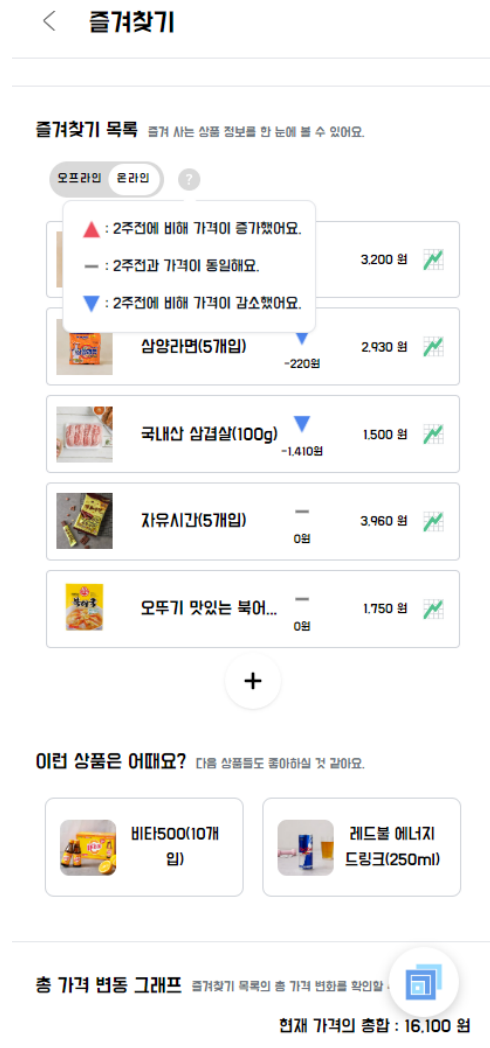 즐겨찾기
즐겨찾기 목록 즐겨 사는 상품 정보를 한 눈에 볼 수 있어요.
오프라인 온라인 ?
: 2주전에 비해 가격이 증가했어요.
: 2주전과 가격이 동일해요.
: 2주전에 비해 가격이 감소했어요.
3,200 원
삼양라면(5개입) -220원 2,930 원
국내산 삼겹살(100g) -1,410원 1,500 원
자유시간(5개입) 0원 3,960 원
오뚜기 맛있는 북어... 0원 1,750 원
+
이런 상품은 어때요? 다음 상품들도 좋아하실 것 같아요.
비타500(10개
입)
레드불 에너지
드링크(250ml)
총 가격 변동 그래프 즐겨찾기 목록의 총 가격 변화를 확인할
현재 가격의 총합 : 16,100 원